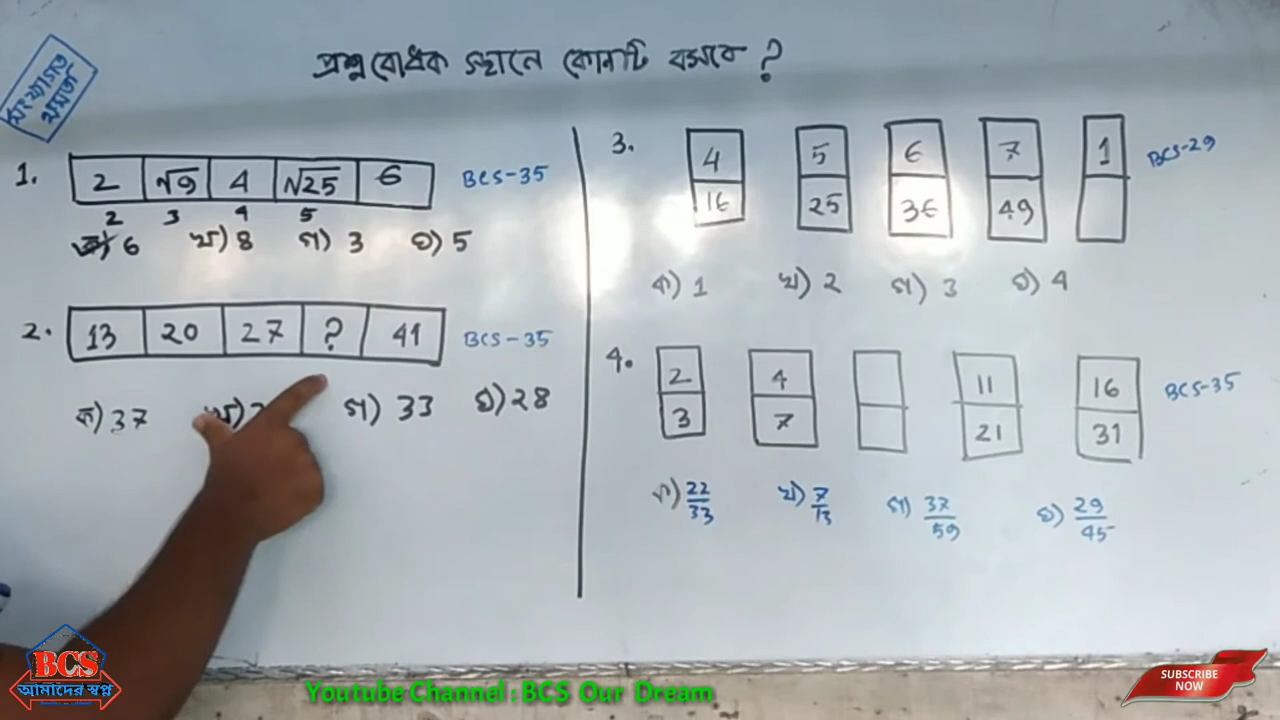 সংখ্যাগত
প্রশ্নবোধক স্থানে কোনটি বসবে ?
1. 2 √9 4 √25 6 BCS-35
2 3 4 5
ক) 6 খ) 8 গ) 3 ঘ) 5
2. 13 20 27 ? 41 BCS-35
ক) 37 খ) গ) 33 ঘ) 28
3. 4 5 6 7 1 BCS-29
16 25 36 49
ক) 1 খ) 2 গ) 3 ঘ) 4
4. 2 4 11 16 BCS-35
3 7 21 31
ক) 22/33 খ) 7/13 গ) 37/59 ঘ) 29/45
BCS
আমাদের স্বপ্ন
Youtube Channel : BCS Our Dream
SUBSCRIBE
NOW